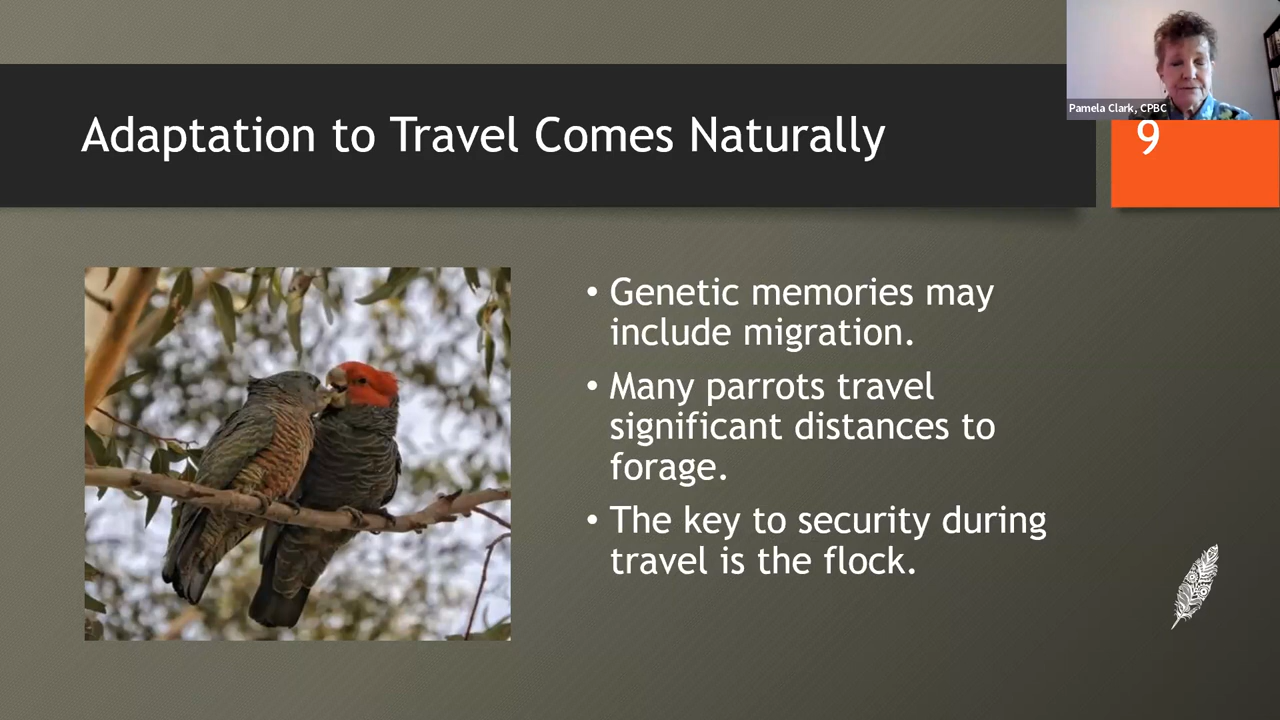 Pamela Clark, CPBC
Adaptation to Travel Comes Naturally
9
• Genetic memories may
include migration.
• Many parrots travel
significant distances to
forage.
• The key to security during
travel is the flock.